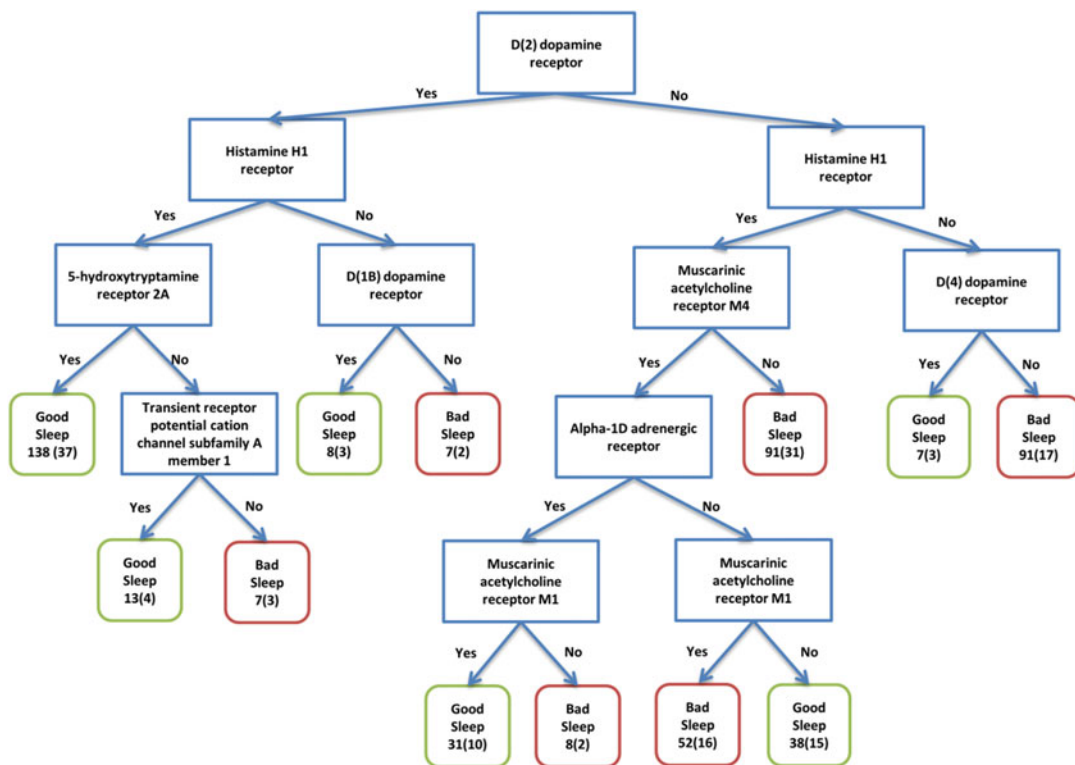 D(2) dopamine
receptor
Yes
No
Histamine H1
receptor
Histamine H1
receptor
Yes
No
Yes
No
5-hydroxytryptamine
receptor 2A
D(1B) dopamine
receptor
Muscarinic
acetylcholine
receptor M4
D(4) dopamine
receptor
Yes
No
Yes
No
Yes
No
Yes
No
Good
Sleep
138 (37)
Transient receptor
potential cation
channel subfamily A
member 1
Good
Sleep
8(3)
Bad
Sleep
7(2)
Alpha-1D adrenergic
receptor
Bad
Sleep
91(31)
Good
Sleep
7(3)
Bad
Sleep
91(17)
Yes
No
Yes
No
Good
Sleep
13(4)
Bad
Sleep
7(3)
Muscarinic
acetylcholine
receptor M1
Muscarinic
acetylcholine
receptor M1
Yes
No
Yes
No
Good
Sleep
31(10)
Bad
Sleep
8(2)
Bad
Sleep
52(16)
Good
Sleep
38(15)